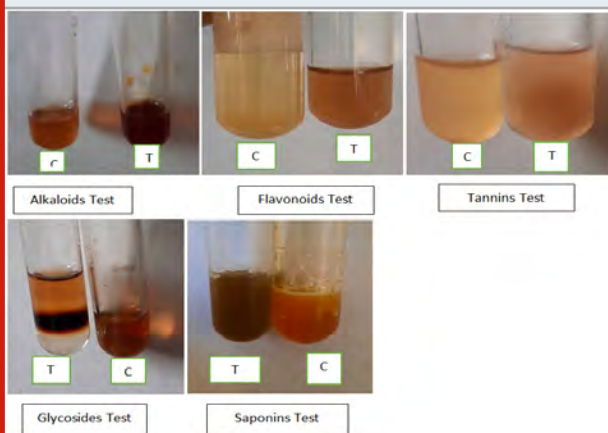 C
T
C
T
C
T
Alkaloids Test
Flavonoids Test
Tannins Test
T
C
T
C
Glycosides Test
Saponins Test